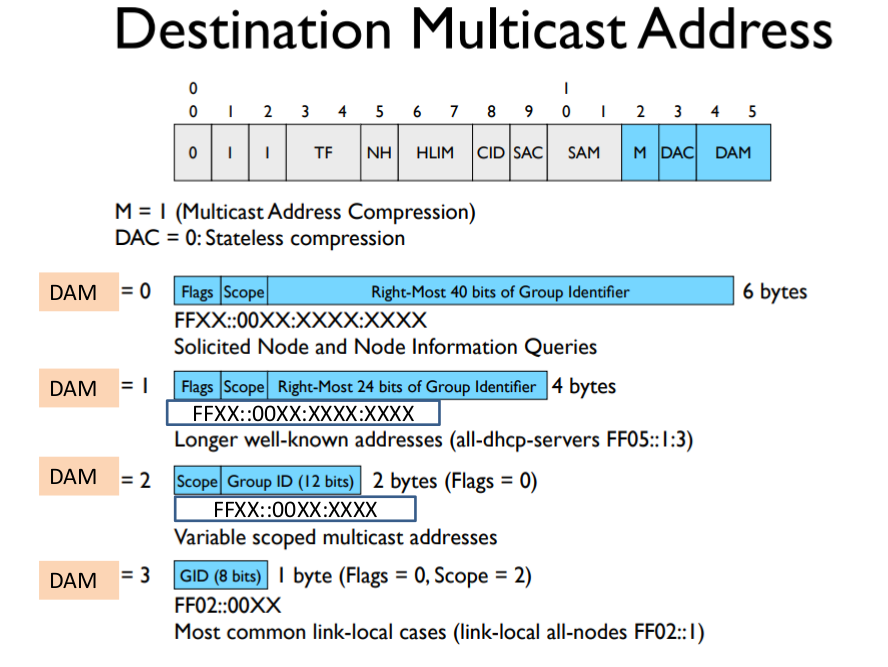 Destination Multicast Address
0 1
0 1 2 3 4 5 6 7 8 9 0 1 2 3 4 5
0 1 1 TF NH HLIM CID SAC SAM M DAC DAM
M = 1 (Multicast Address Compression)
DAC = 0: Stateless compression
DAM = 0 Flags Scope Right-Most 40 bits of Group Identifier 6 bytes
FFXX::00XX:XXXX:XXXX
Solicited Node and Node Information Queries
DAM = 1 Flags Scope Right-Most 24 bits of Group Identifier 4 bytes
FFXX::00XX:XXXX:XXXX
Longer well-known addresses (all-dhcp-servers FF05::1:3)
DAM = 2 Scope Group ID (12 bits) 2 bytes (Flags = 0)
FFXX::00XX:XXXX
Variable scoped multicast addresses
DAM = 3 GID (8 bits) 1 byte (Flags = 0, Scope = 2)
FF02::00XX
Most common link-local cases (link-local all-nodes FF02::1)